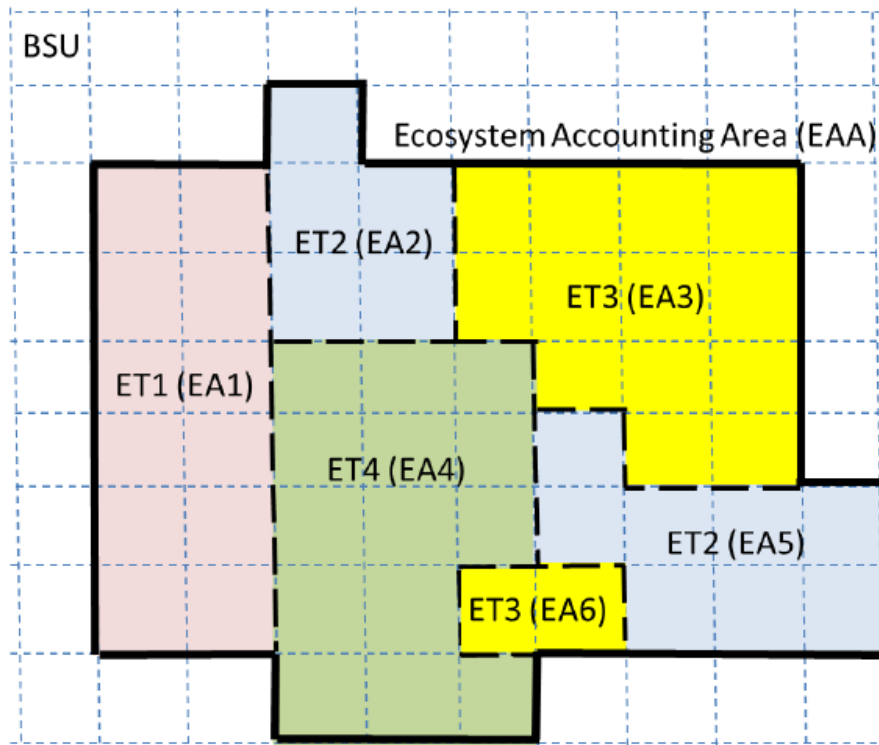 BSU
Ecosystem Accounting Area (EAA)
ET2 (EA2)
ET3 (EA3)
ET1 (EA1)
ET4 (EA4)
ET2 (EA5)
ET3 (EA6)